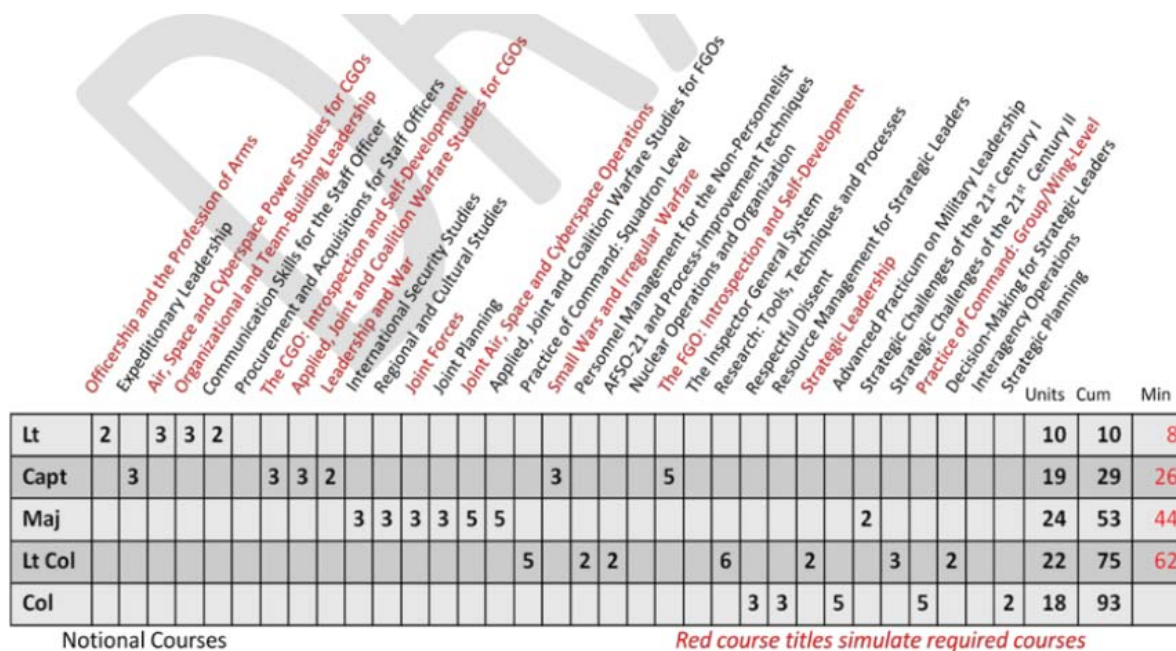 DRA
Officership and the Profession of Arms
Expeditionary Leadership
Air, Space and Cyberspace Power Studies for CGOs
Organizational and Team-Building Leadership
Communication Skills for the Staff Officer
Procurement and Acquisitions for Staff Officers
The CGO: Introspection and Self-Development
Applied, Joint and Coalition Warfare Studies for CGOs
Leadership and War
International Security Studies
Regional and Cultural Studies
Joint Forces
Joint Planning
Joint Air, Space and Cyberspace Operations
Applied, Joint and Coalition Warfare Studies for FGOs
Practice of Command: Squadron Level
Small Wars and Irregular Warfare
Personnel Management for the Non-Personnelist
AFSO-21 and Process-Improvement Techniques
Nuclear Operations and Organization
The FGO: Introspection and Self-Development
The Inspector General System
Research: Tools, Techniques and Processes
Respectful Dissent
Resource Management for Strategic Leaders
Strategic Leadership
Advanced Practicum on Military Leadership
Strategic Challenges of the 21st Century I
Strategic Challenges of the 21st Century II
Practice of Command: Group/Wing-Level
Decision-Making for Strategic Leaders
Interagency Operations
Strategic Planning
Units Cum Min
Lt 2 3 3 2 10 10 8
Capt 3 3 3 2 3 5 19 29 26
Maj 3 3 3 3 5 5 2 24 53 44
Lt Col 5 2 2 6 2 3 2 22 75 62
Col 3 3 5 5 2 18 93
Notional Courses
Red course titles simulate required courses